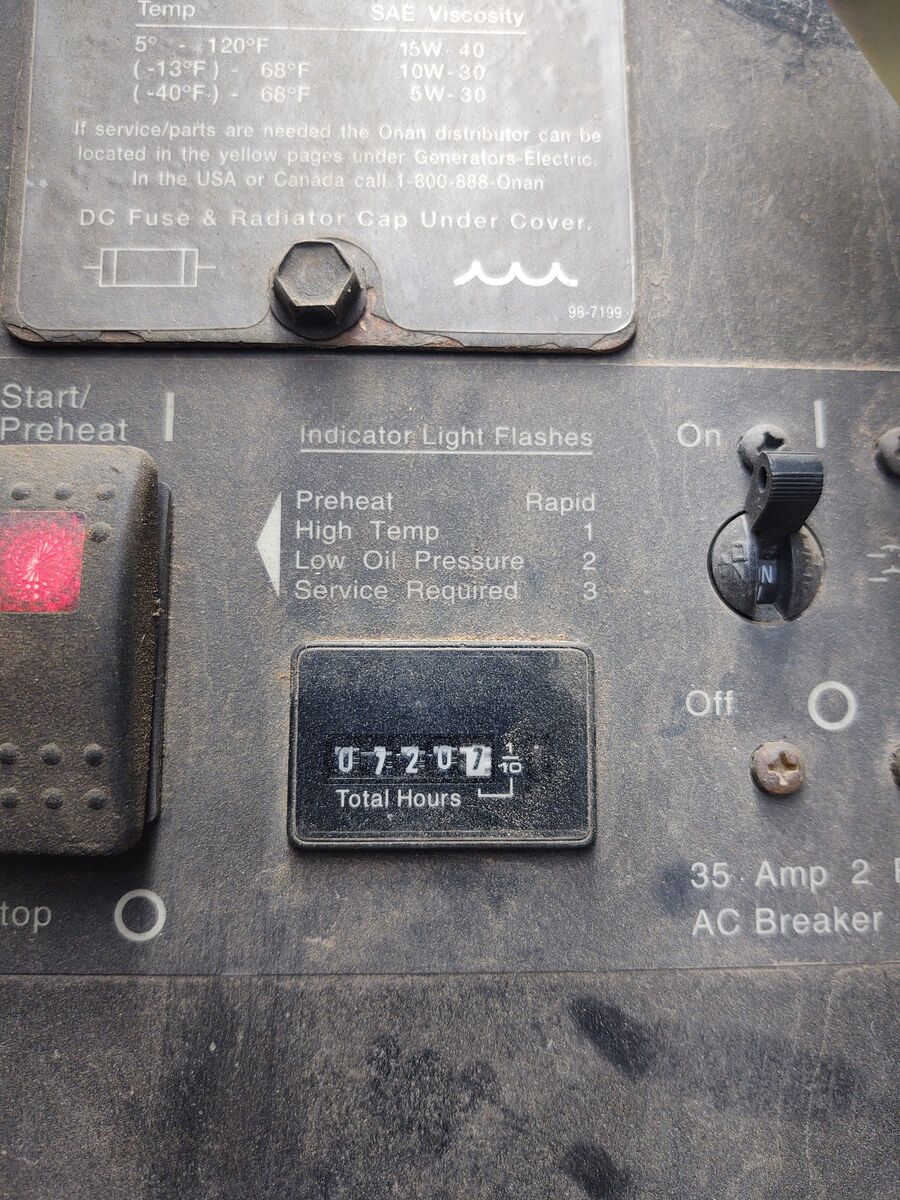 Temp SAE Viscosity
5° - 120°F 15W-40
(-13°F) - 68°F 10W-30
(-40°F) - 68°F 5W-30
If service/parts are needed the Onan distributor can be
located in the yellow pages under Generators-Electric.
In the USA or Canada call 1-800-888-Onan
DC Fuse & Radiator Cap Under Cover.
98-7199
Start/
Preheat
Indicator Light Flashes
On
Preheat Rapid
High Temp 1
Low Oil Pressure 2
Service Required 3
Off
0720
1/10
Total Hours
35 Amp 2
AC Breaker
top